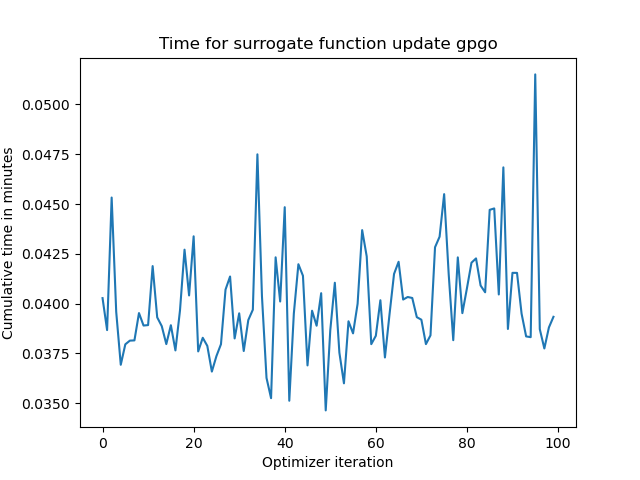 Time for surrogate function update gpgo
Cumulative time in minutes
0.0500
0.0475
0.0450
0.0425
0.0400
0.0375
0.0350
0 20 40 60 80 100
Optimizer iteration